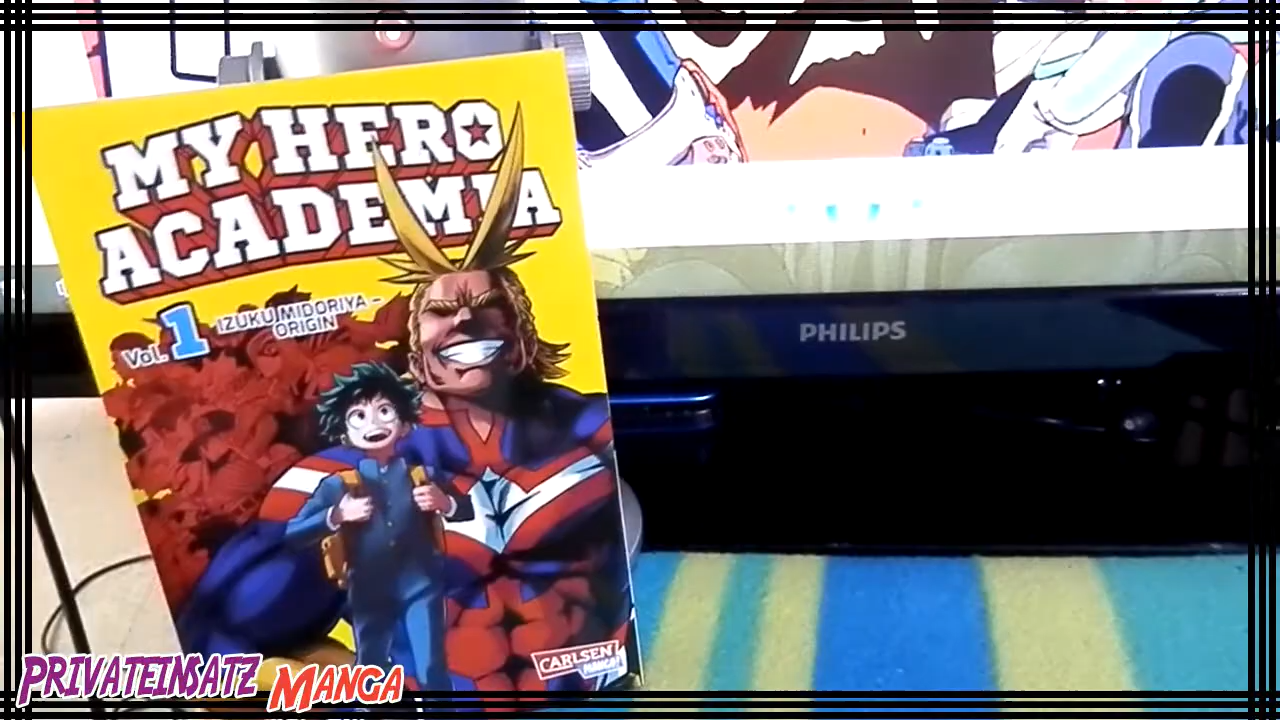 MY HERO
ACADEMIA
Vol. 1 IZUKU MIDORIYA –
ORIGIN
PHILIPS
CARLSEN
MANGA!
PRIVATEINSATZ MANGA